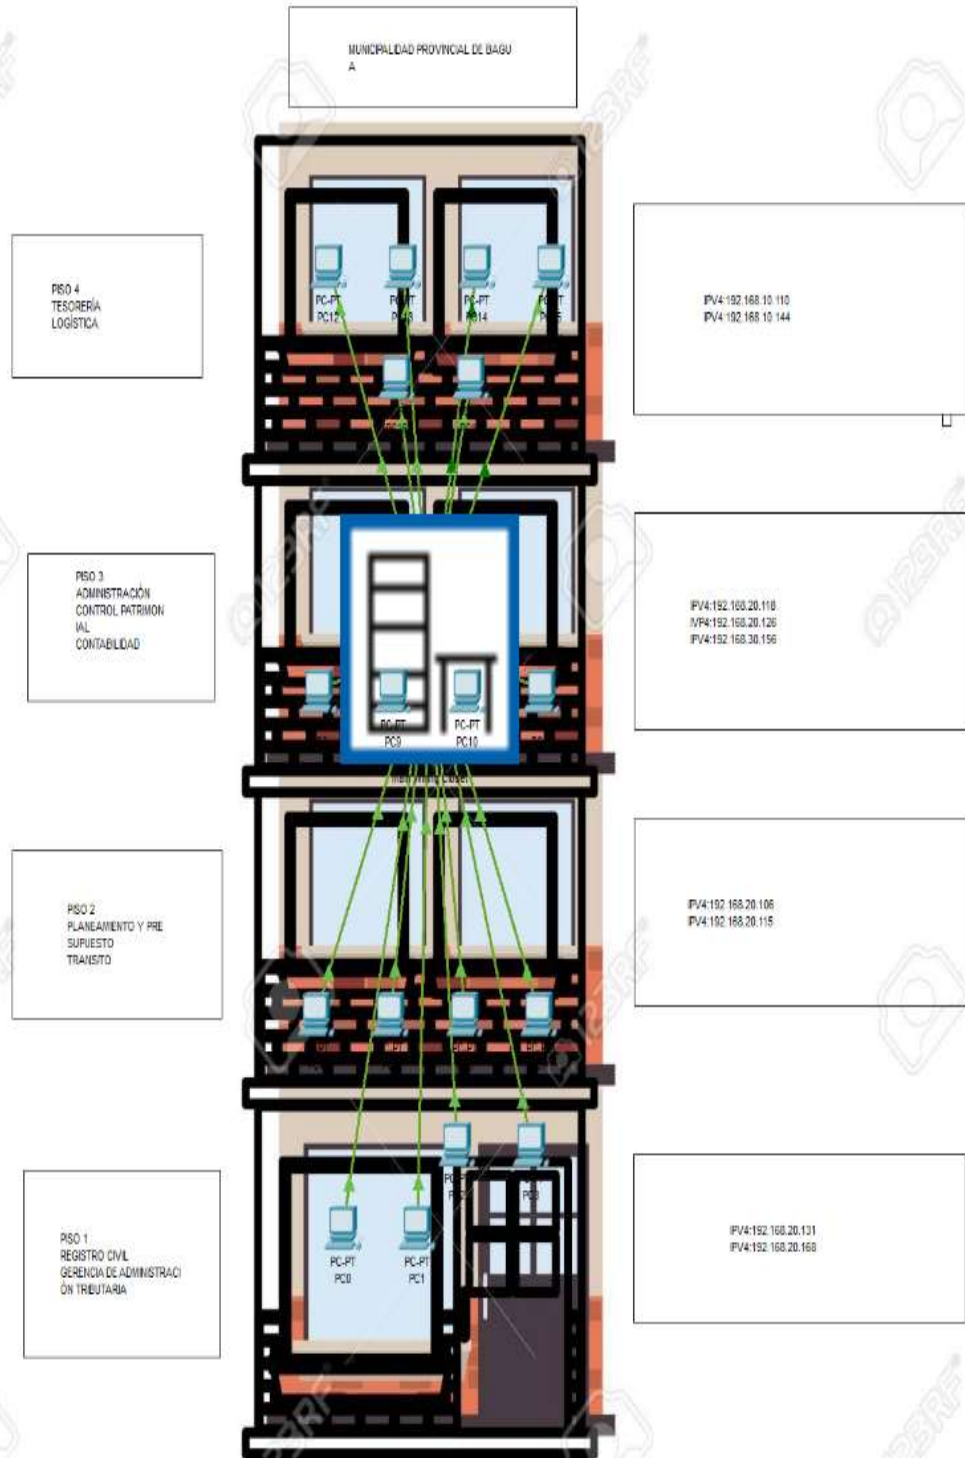 MUNICIPALIDAD PROVINCIAL DE BAGU
A
PISO 4
TESORERÍA
LOGÍSTICA
IPV4:192.168.10.110
IPV4:192.168.10.144
PC-PT
PC12
PC-PT
PC14
PISO 3
ADMINISTRACIÓN
CONTROL PATRIMON
IAL
CONTABILIDAD
IPV4:192.168.20.118
IVP4:192.168.20.126
IPV4:192.168.30.156
PC-PT
PC9
PC-PT
PC10
PISO 2
PLANEAMIENTO Y PRE
SUPUESTO
TRANSITO
IPV4:192.168.20.106
IPV4:192.168.20.115
PISO 1
REGISTRO CIVIL
GERENCIA DE ADMINISTRACI
ÓN TRIBUTARIA
PC-PT
PC0
PC-PT
PC1
PC3
IPV4:192.168.20.131
IPV4:192.168.20.168
123RF